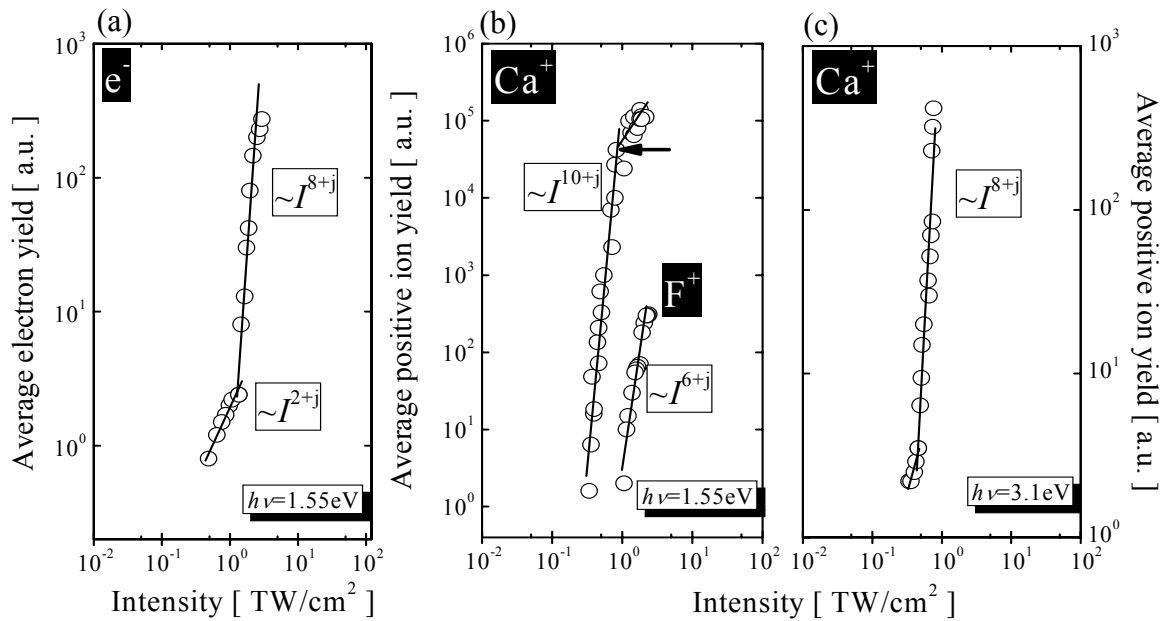 (a)
10³
10²
10¹
10⁰
e⁻
~I⁸⁺ʲ
~I²⁺ʲ
hν=1.55eV
10⁻² 10⁻¹ 10⁰ 10¹ 10²
Average electron yield [ a.u. ]
(b)
10⁶
10⁵
10⁴
10³
10²
10¹
10⁰
Ca⁺
~I¹⁰⁺ʲ
F⁺
~I⁶⁺ʲ
hν=1.55eV
10⁻² 10⁻¹ 10⁰ 10¹ 10²
Average positive ion yield [ a.u. ]
(c)
Ca⁺
~I⁸⁺ʲ
hν=3.1eV
10³
10²
10¹
10⁰
10⁻² 10⁻¹ 10⁰ 10¹ 10²
Average positive ion yield [ a.u. ]
Intensity [ TW/cm² ]
Intensity [ TW/cm² ]